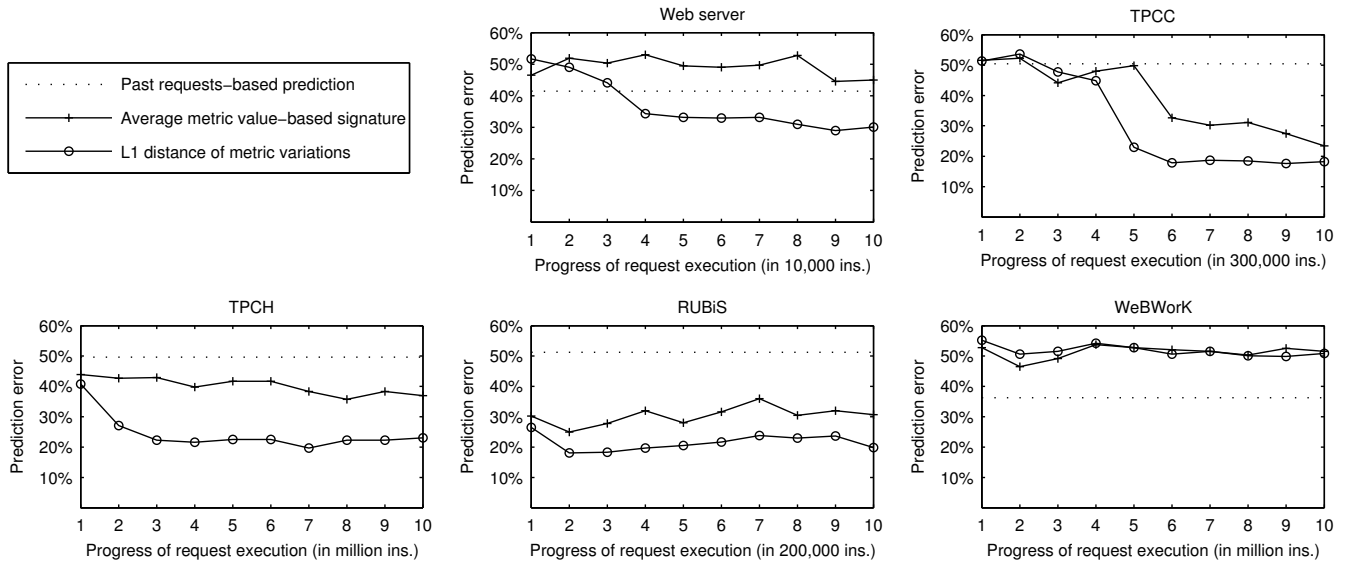 Past requests−based prediction
Average metric value−based signature
L1 distance of metric variations
Web server
60%
50%
40%
30%
20%
10%
Prediction error
1 2 3 4 5 6 7 8 9 10
Progress of request execution (in 10,000 ins.)
TPCC
60%
50%
40%
30%
20%
10%
Prediction error
1 2 3 4 5 6 7 8 9 10
Progress of request execution (in 300,000 ins.)
TPCH
60%
50%
40%
30%
20%
10%
Prediction error
1 2 3 4 5 6 7 8 9 10
Progress of request execution (in million ins.)
RUBiS
60%
50%
40%
30%
20%
10%
Prediction error
1 2 3 4 5 6 7 8 9 10
Progress of request execution (in 200,000 ins.)
WeBWorK
60%
50%
40%
30%
20%
10%
Prediction error
1 2 3 4 5 6 7 8 9 10
Progress of request execution (in million ins.)